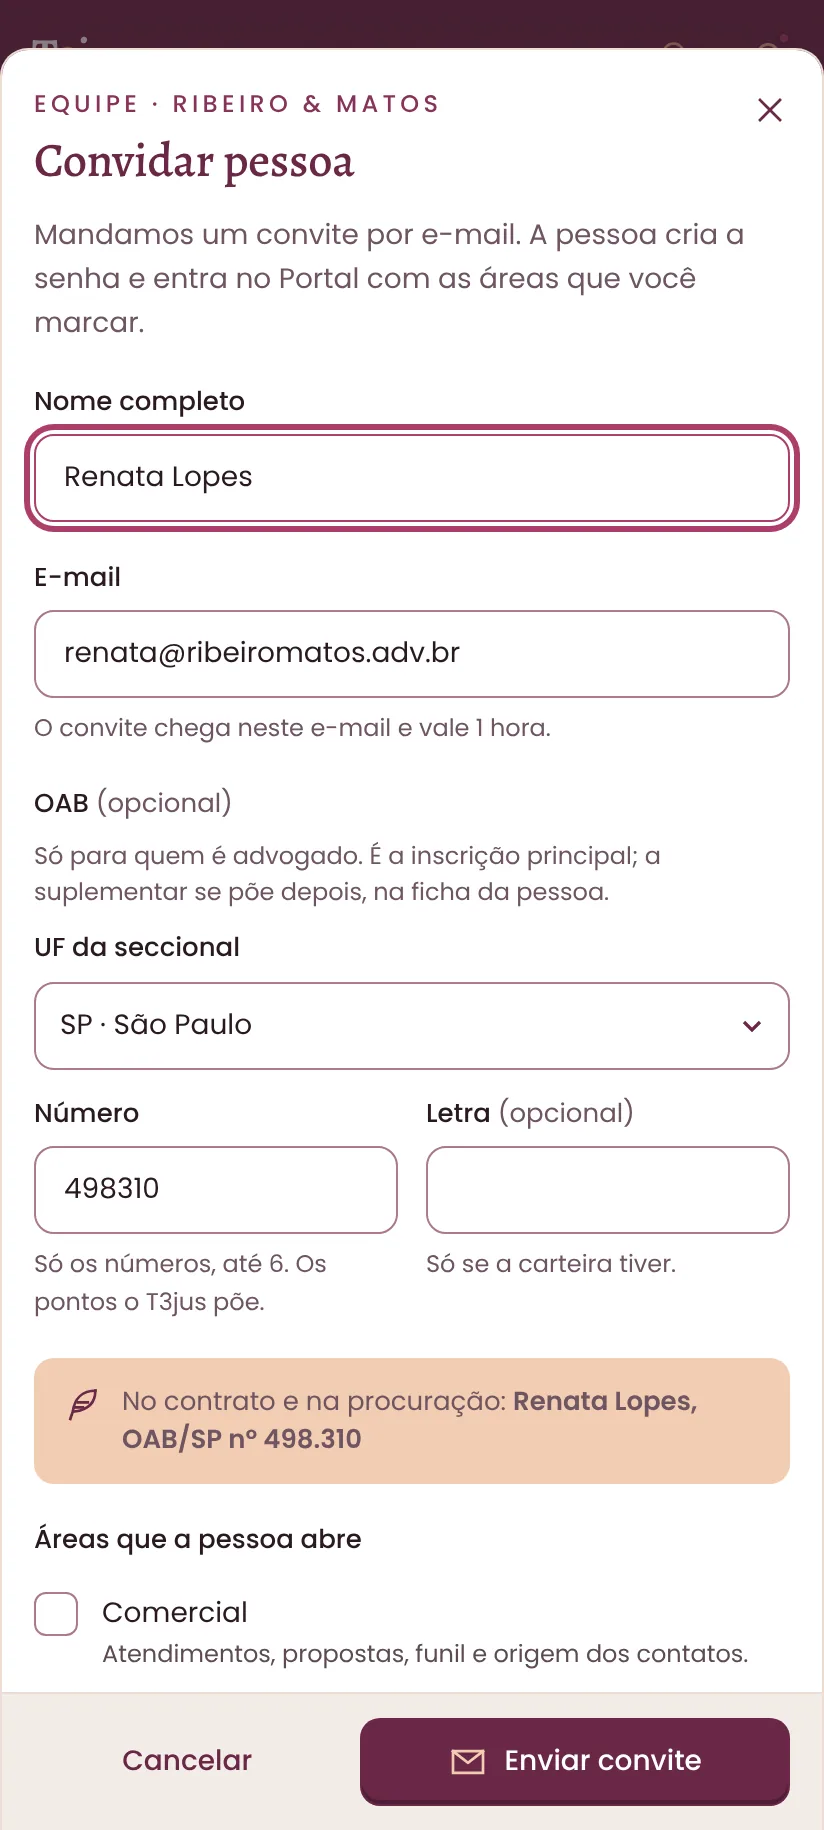 EQUIPE · RIBEIRO & MATOS
Convidar pessoa
Mandamos um convite por e-mail. A pessoa cria a
senha e entra no Portal com as áreas que você
marcar.
Nome completo
Renata Lopes
E-mail
renata@ribeiromatos.adv.br
O convite chega neste e-mail e vale 1 hora.
OAB (opcional)
Só para quem é advogado. É a inscrição principal; a
suplementar se põe depois, na ficha da pessoa.
UF da seccional
SP · São Paulo
Número
498310
Só os números, até 6. Os
pontos o T3jus põe.
Letra (opcional)
Só se a carteira tiver.
No contrato e na procuração: Renata Lopes,
OAB/SP nº 498.310
Áreas que a pessoa abre
Comercial
Atendimentos, propostas, funil e origem dos contatos.
Cancelar
Enviar convite